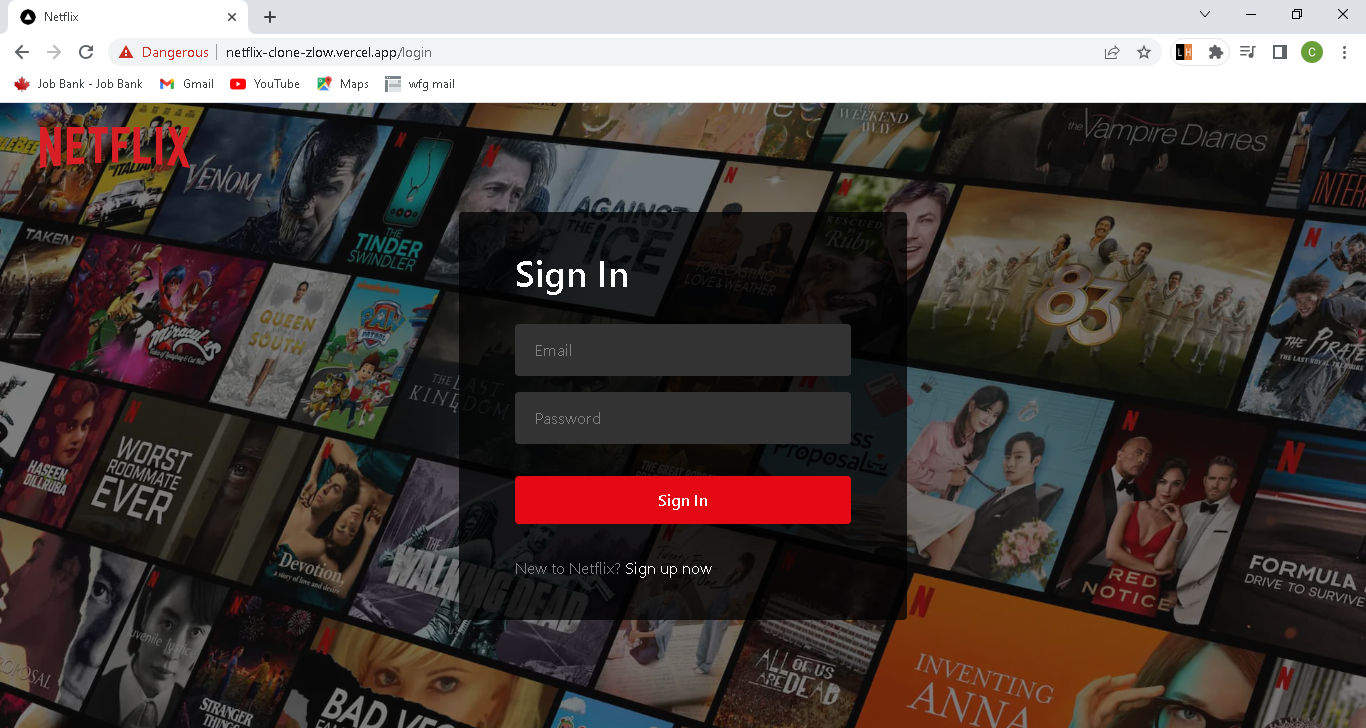 Netflix
Dangerous
netflix-clone-zlow.vercel.app/login
L H
C
Job Bank - Job Bank
Gmail
YouTube
Maps
wfg mail
NETFLIX
VENOM
THE TINDER
SWINDLER
AGAINST
THE ICE
RESCUED
BY
Ruby
WEEKEND
AWAY
the Vampire Diaries
TAKEN
Miraculous
QUEEN
OF THE
SOUTH
PAW
PATROL
THE LAST
KINGDOM
FORECASTING
LOVE & WEATHER
83
THE PIRATES
THE LAST ROYAL TREASURE
Sign In
Email
Password
Sign In
New to Netflix? Sign up now
HASEEN
DILLRUBA
WORST
ROOMMATE
EVER
Devotion,
a story of love and desire
THE
WALKING DEAD
Proposal
RED
NOTICE
FORMULA
DRIVE TO SURVIVE
Juvenile Justice
STRANGER
THINGS
BAD VE
ALL OF
US ARE
DEAD
INVENTING
ANNA